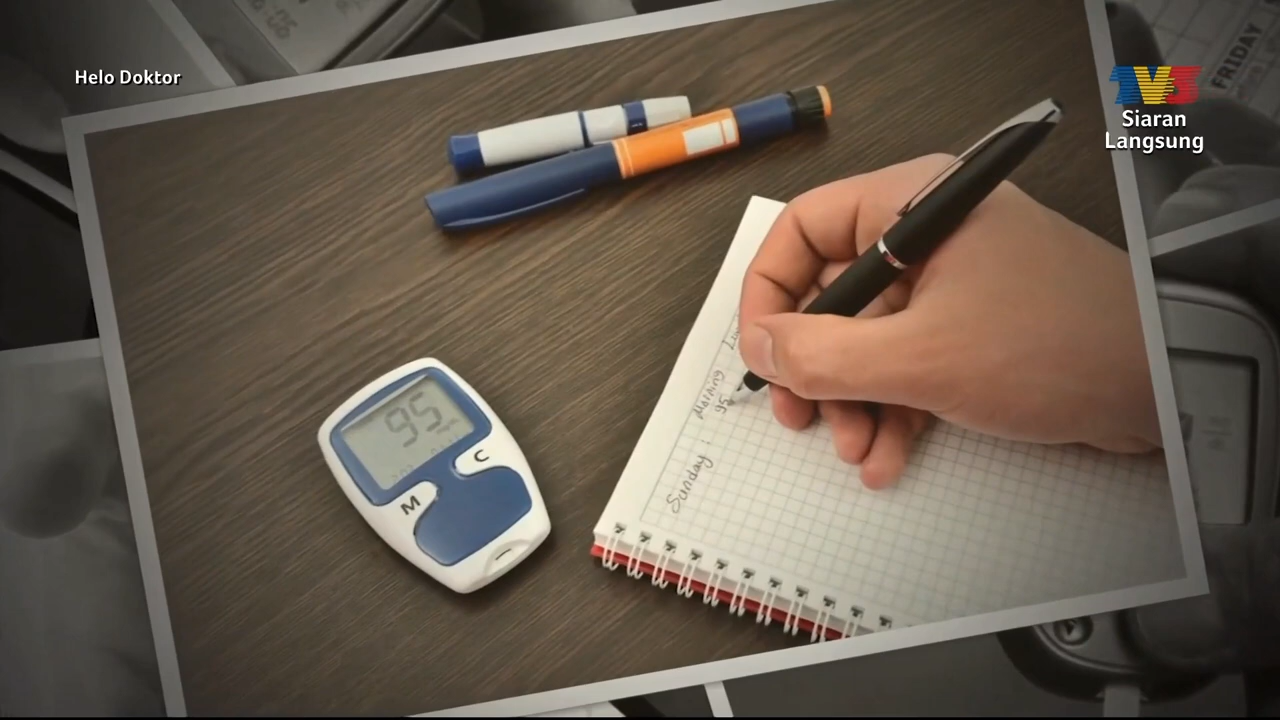 Helo Doktor
TV3
Siaran
Langsung
FRIDAY
95
C
M
Morning
95
Sunday